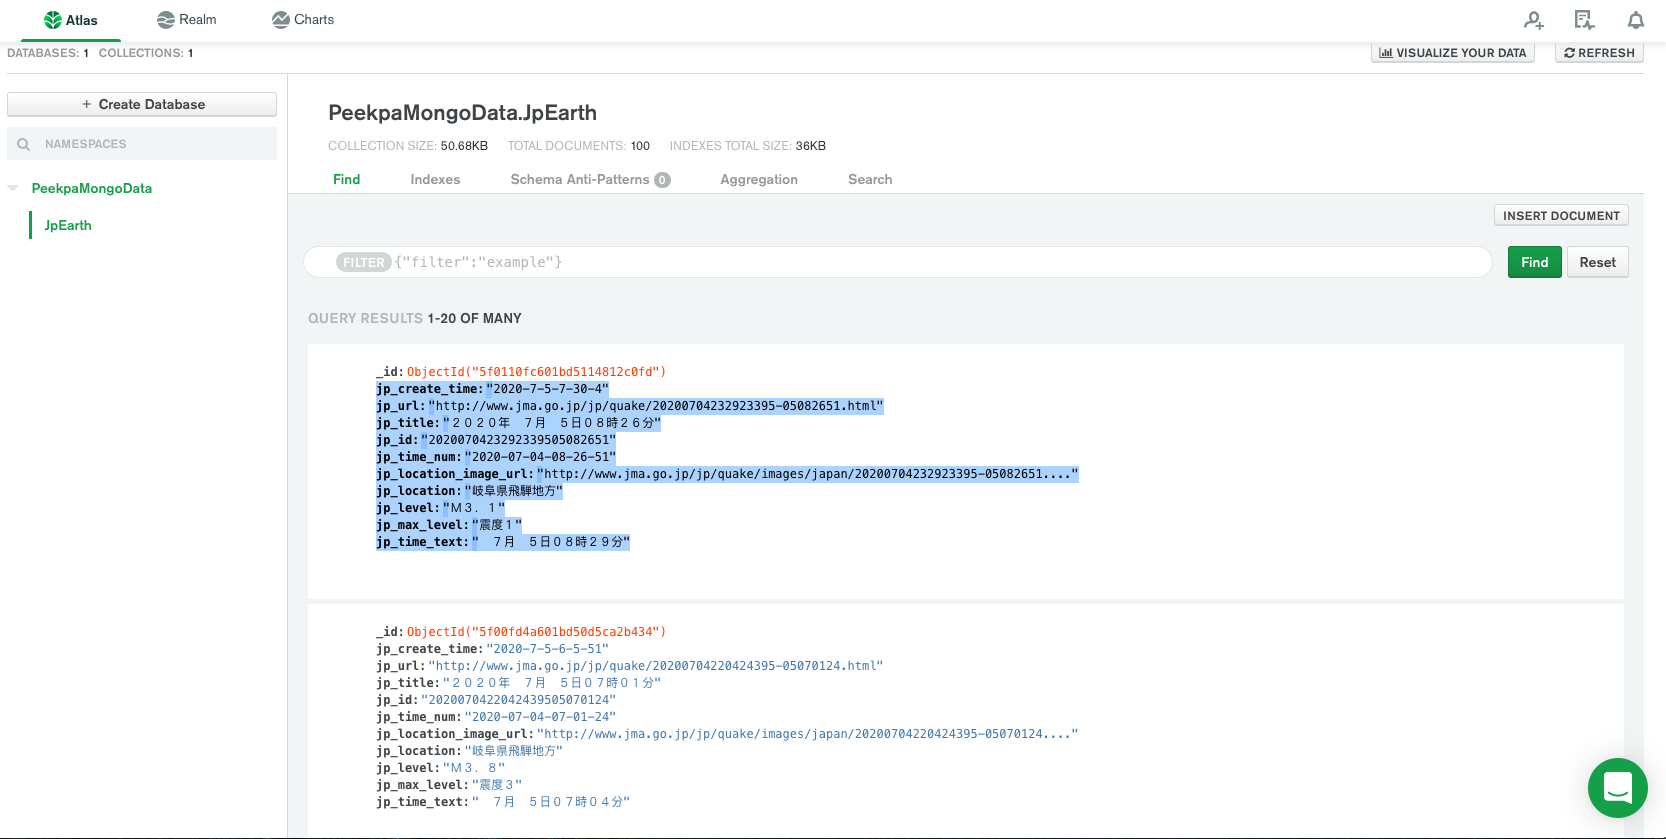 Atlas
Realm
Charts
DATABASES: 1 COLLECTIONS: 1
VISUALIZE YOUR DATA
REFRESH
+ Create Database
NAMESPACES
PeekpaMongoData
JpEarth
PeekpaMongoData.JpEarth
COLLECTION SIZE: 50.68KB TOTAL DOCUMENTS: 100 INDEXES TOTAL SIZE: 36KB
Find Indexes Schema Anti-Patterns 0 Aggregation Search
INSERT DOCUMENT
FILTER {"filter":"example"}
Find
Reset
QUERY RESULTS 1-20 OF MANY
_id: ObjectId("5f0110fc601bd5114812c0fd")
jp_create_time: "2020-7-5-7-30-4"
jp_url: "http://www.jma.go.jp/jp/quake/20200704232923395-05082651.html"
jp_title: "２０２０年　７月　５日０８時２６分"
jp_id: "2020070423292339505082651"
jp_time_num: "2020-07-04-08-26-51"
jp_location_image_url: "http://www.jma.go.jp/jp/quake/images/japan/20200704232923395-05082651...."
jp_location: "岐阜県飛騨地方"
jp_level: "Ｍ３．１"
jp_max_level: "震度１"
jp_time_text: "　７月　５日０８時２９分"
_id: ObjectId("5f00fd4a601bd50d5ca2b434")
jp_create_time: "2020-7-5-6-5-51"
jp_url: "http://www.jma.go.jp/jp/quake/20200704220424395-05070124.html"
jp_title: "２０２０年　７月　５日０７時０１分"
jp_id: "2020070422042439505070124"
jp_time_num: "2020-07-04-07-01-24"
jp_location_image_url: "http://www.jma.go.jp/jp/quake/images/japan/20200704220424395-05070124...."
jp_location: "岐阜県飛騨地方"
jp_level: "Ｍ３．８"
jp_max_level: "震度３"
jp_time_text: "　７月　５日０７時０４分"